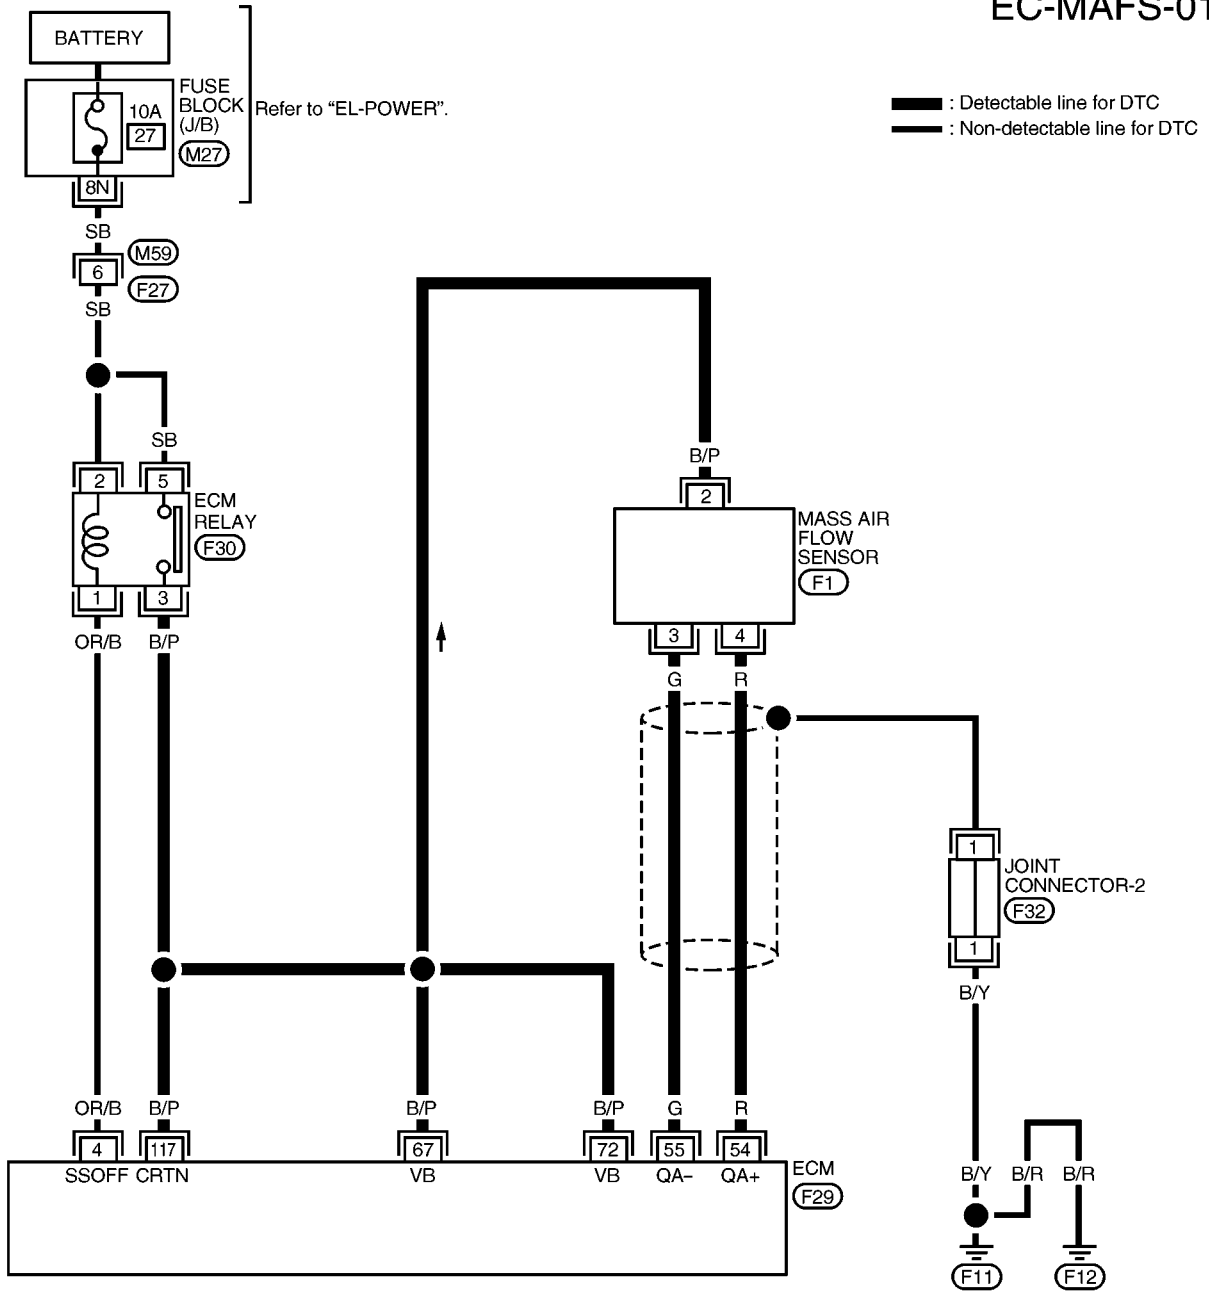 EC-MAFS-01
BATTERY
FUSE
BLOCK
(J/B)
M27
10A
27
Refer to “EL-POWER”.
: Detectable line for DTC
: Non-detectable line for DTC
8N
SB
M59
6
F27
SB
SB
2
5
ECM
RELAY
F30
1
3
OR/B
B/P
B/P
2
MASS AIR
FLOW
SENSOR
F1
3
4
G
R
1
JOINT
CONNECTOR-2
F32
1
B/Y
OR/B
B/P
B/P
B/P
G
R
4
117
67
72
55
54
SSOFF
CRTN
VB
VB
QA–
QA+
ECM
F29
B/Y
B/R
B/R
F11
F12